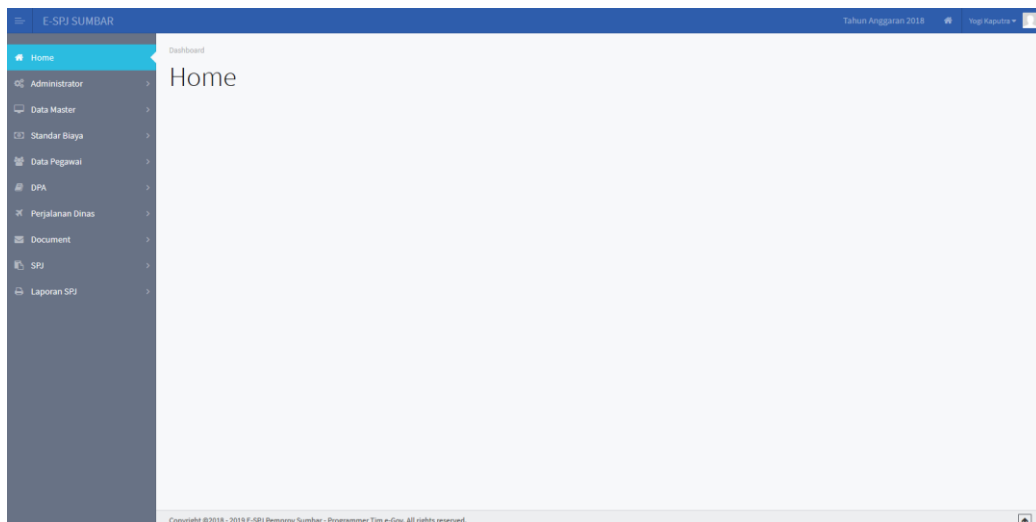 E-SPJ SUMBAR
Tahun Anggaran 2018
Yogi Kaputra
Home
Administrator
Data Master
Standar Biaya
Data Pegawai
DPA
Perjalanan Dinas
Document
SPJ
Laporan SPJ
Dashboard
Home
Copyright ©2018 - 2019 E-SPJ Pemprov Sumbar - Programmer Tim e-Gov. All rights reserved.